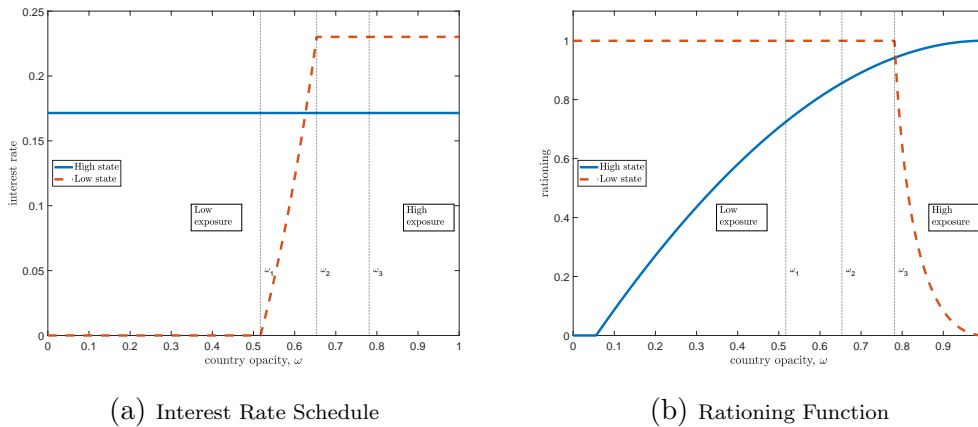 0.25
0.2
0.15
0.1
0.05
0
interest rate
High state
Low state
Low
exposure
High
exposure
ω1
ω2
ω3
0 0.1 0.2 0.3 0.4 0.5 0.6 0.7 0.8 0.9 1
country opacity, ω
(a) Interest Rate Schedule
1
0.8
0.6
0.4
0.2
0
rationing
High state
Low state
Low
exposure
High
exposure
ω1
ω2
ω3
0 0.1 0.2 0.3 0.4 0.5 0.6 0.7 0.8 0.9
country opacity, ω
(b) Rationing Function